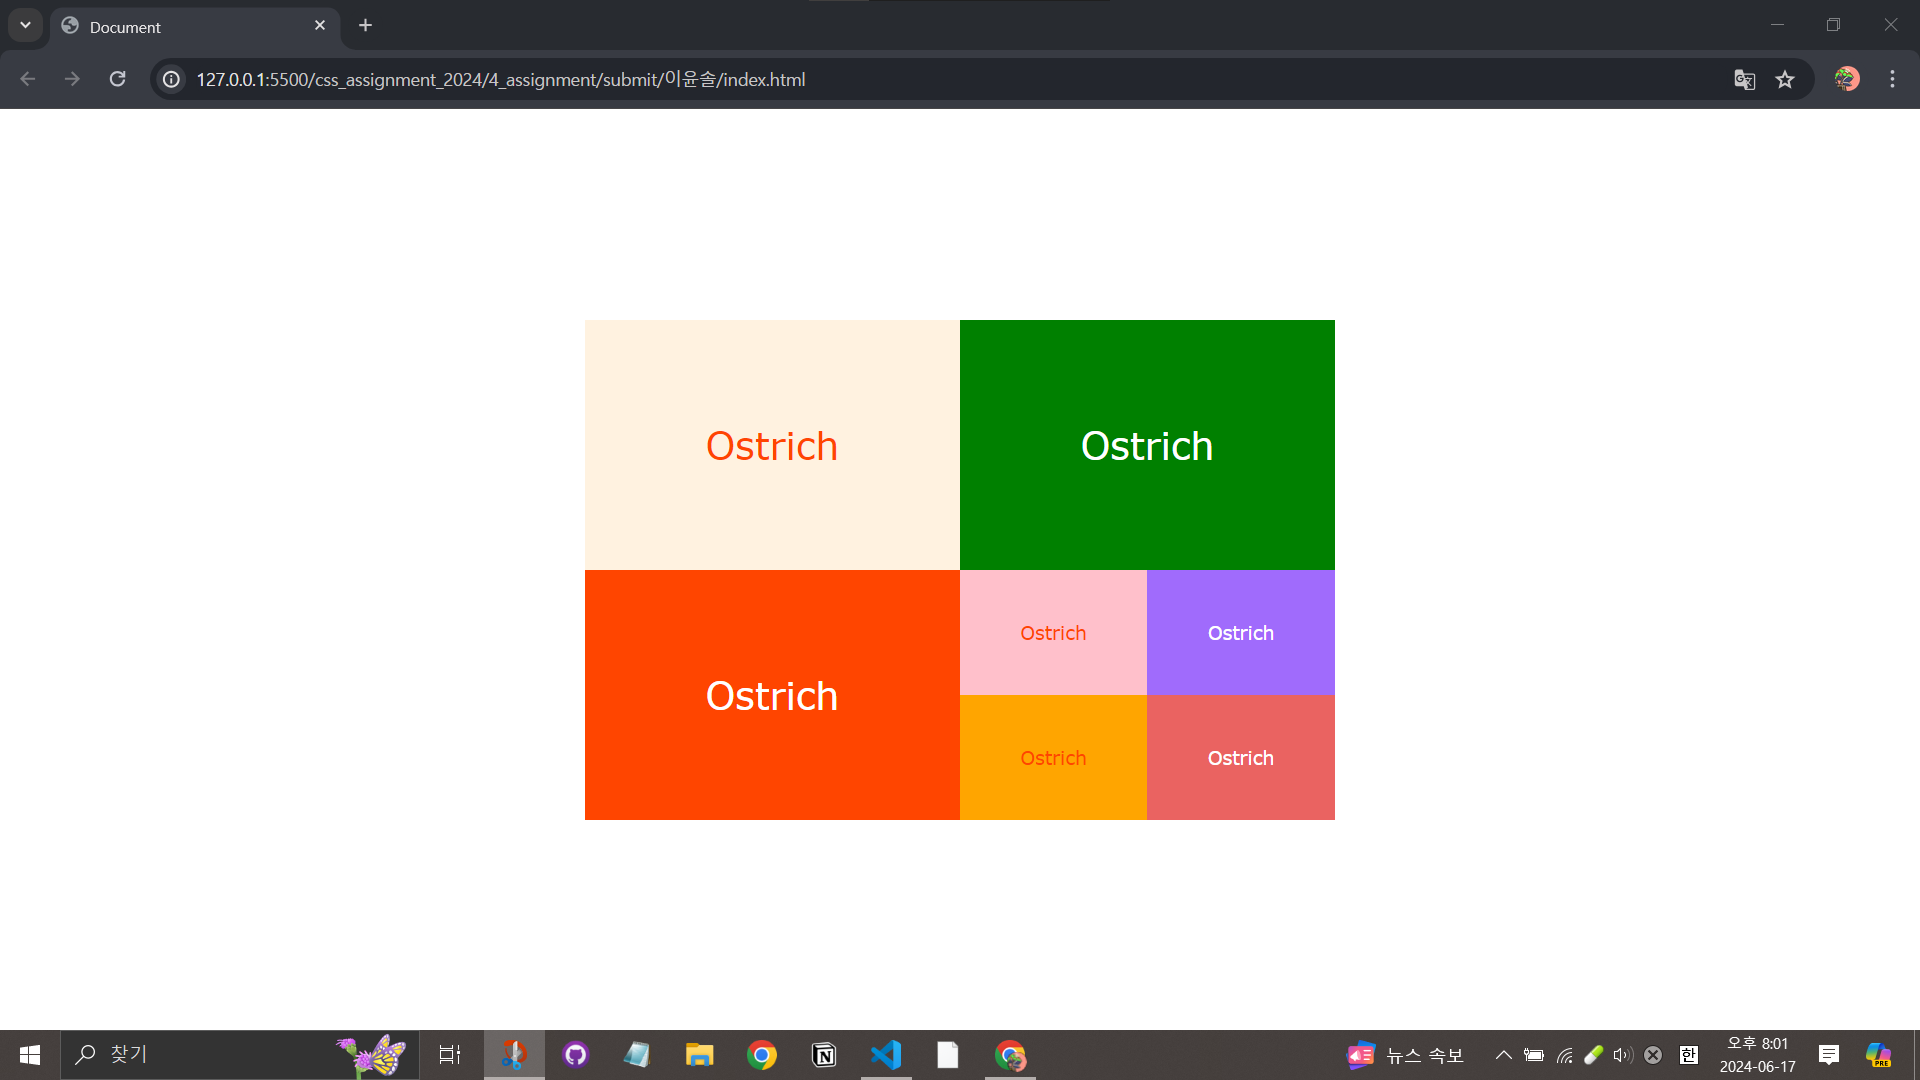 Document
127.0.0.1:5500/css_assignment_2024/4_assignment/submit/이윤솔/index.html
Ostrich
Ostrich
Ostrich
Ostrich
Ostrich
Ostrich
Ostrich
찾기
뉴스 속보
한
오후 8:01
2024-06-17
PRE